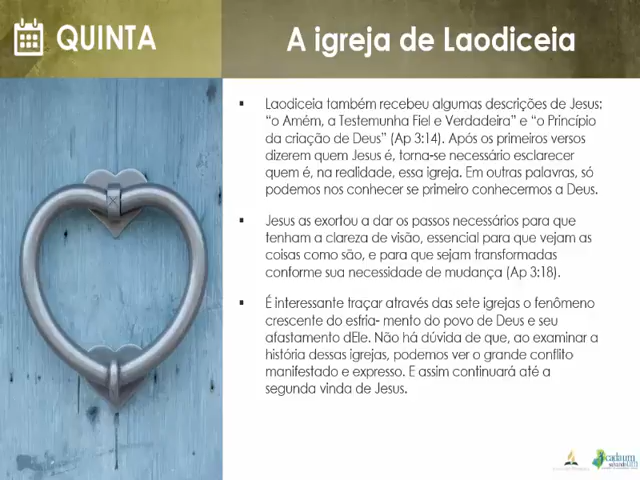 QUINTA
A igreja de Laodiceia
▪ Laodiceia também recebeu algumas descrições de Jesus:
“o Amém, a Testemunha Fiel e Verdadeira” e “o Princípio
da criação de Deus” (Ap 3:14). Após os primeiros versos
dizerem quem Jesus é, torna-se necessário esclarecer
quem é, na realidade, essa igreja. Em outras palavras, só
podemos nos conhecer se primeiro conhecermos a Deus.
▪ Jesus as exortou a dar os passos necessários para que
tenham a clareza de visão, essencial para que vejam as
coisas como são, e para que sejam transformadas
conforme sua necessidade de mudança (Ap 3:18).
▪ É interessante traçar através das sete igrejas o fenômeno
crescente do esfria- mento do povo de Deus e seu
afastamento dEle. Não há dúvida de que, ao examinar a
história dessas igrejas, podemos ver o grande conflito
manifestado e expresso. E assim continuará até a
segunda vinda de Jesus.